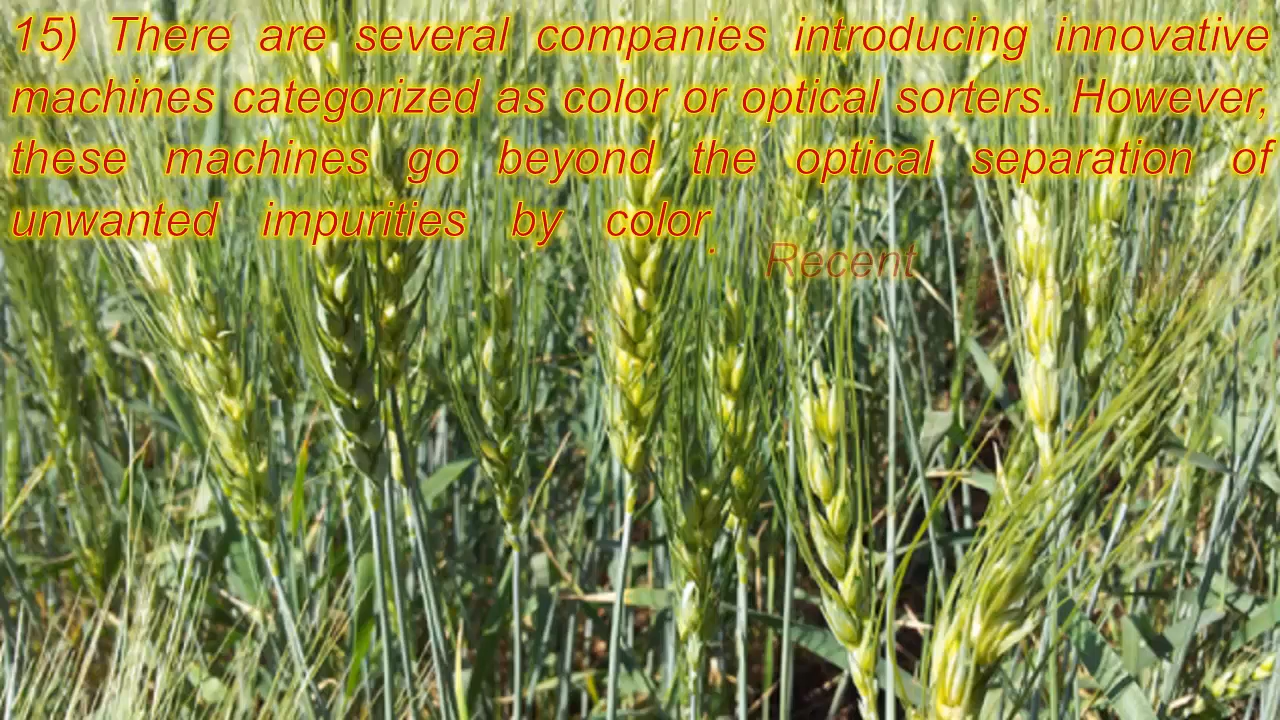 15) There are several companies introducing innovative
machines categorized as color or optical sorters. However,
these machines go beyond the optical separation of
unwanted impurities by color. Recent